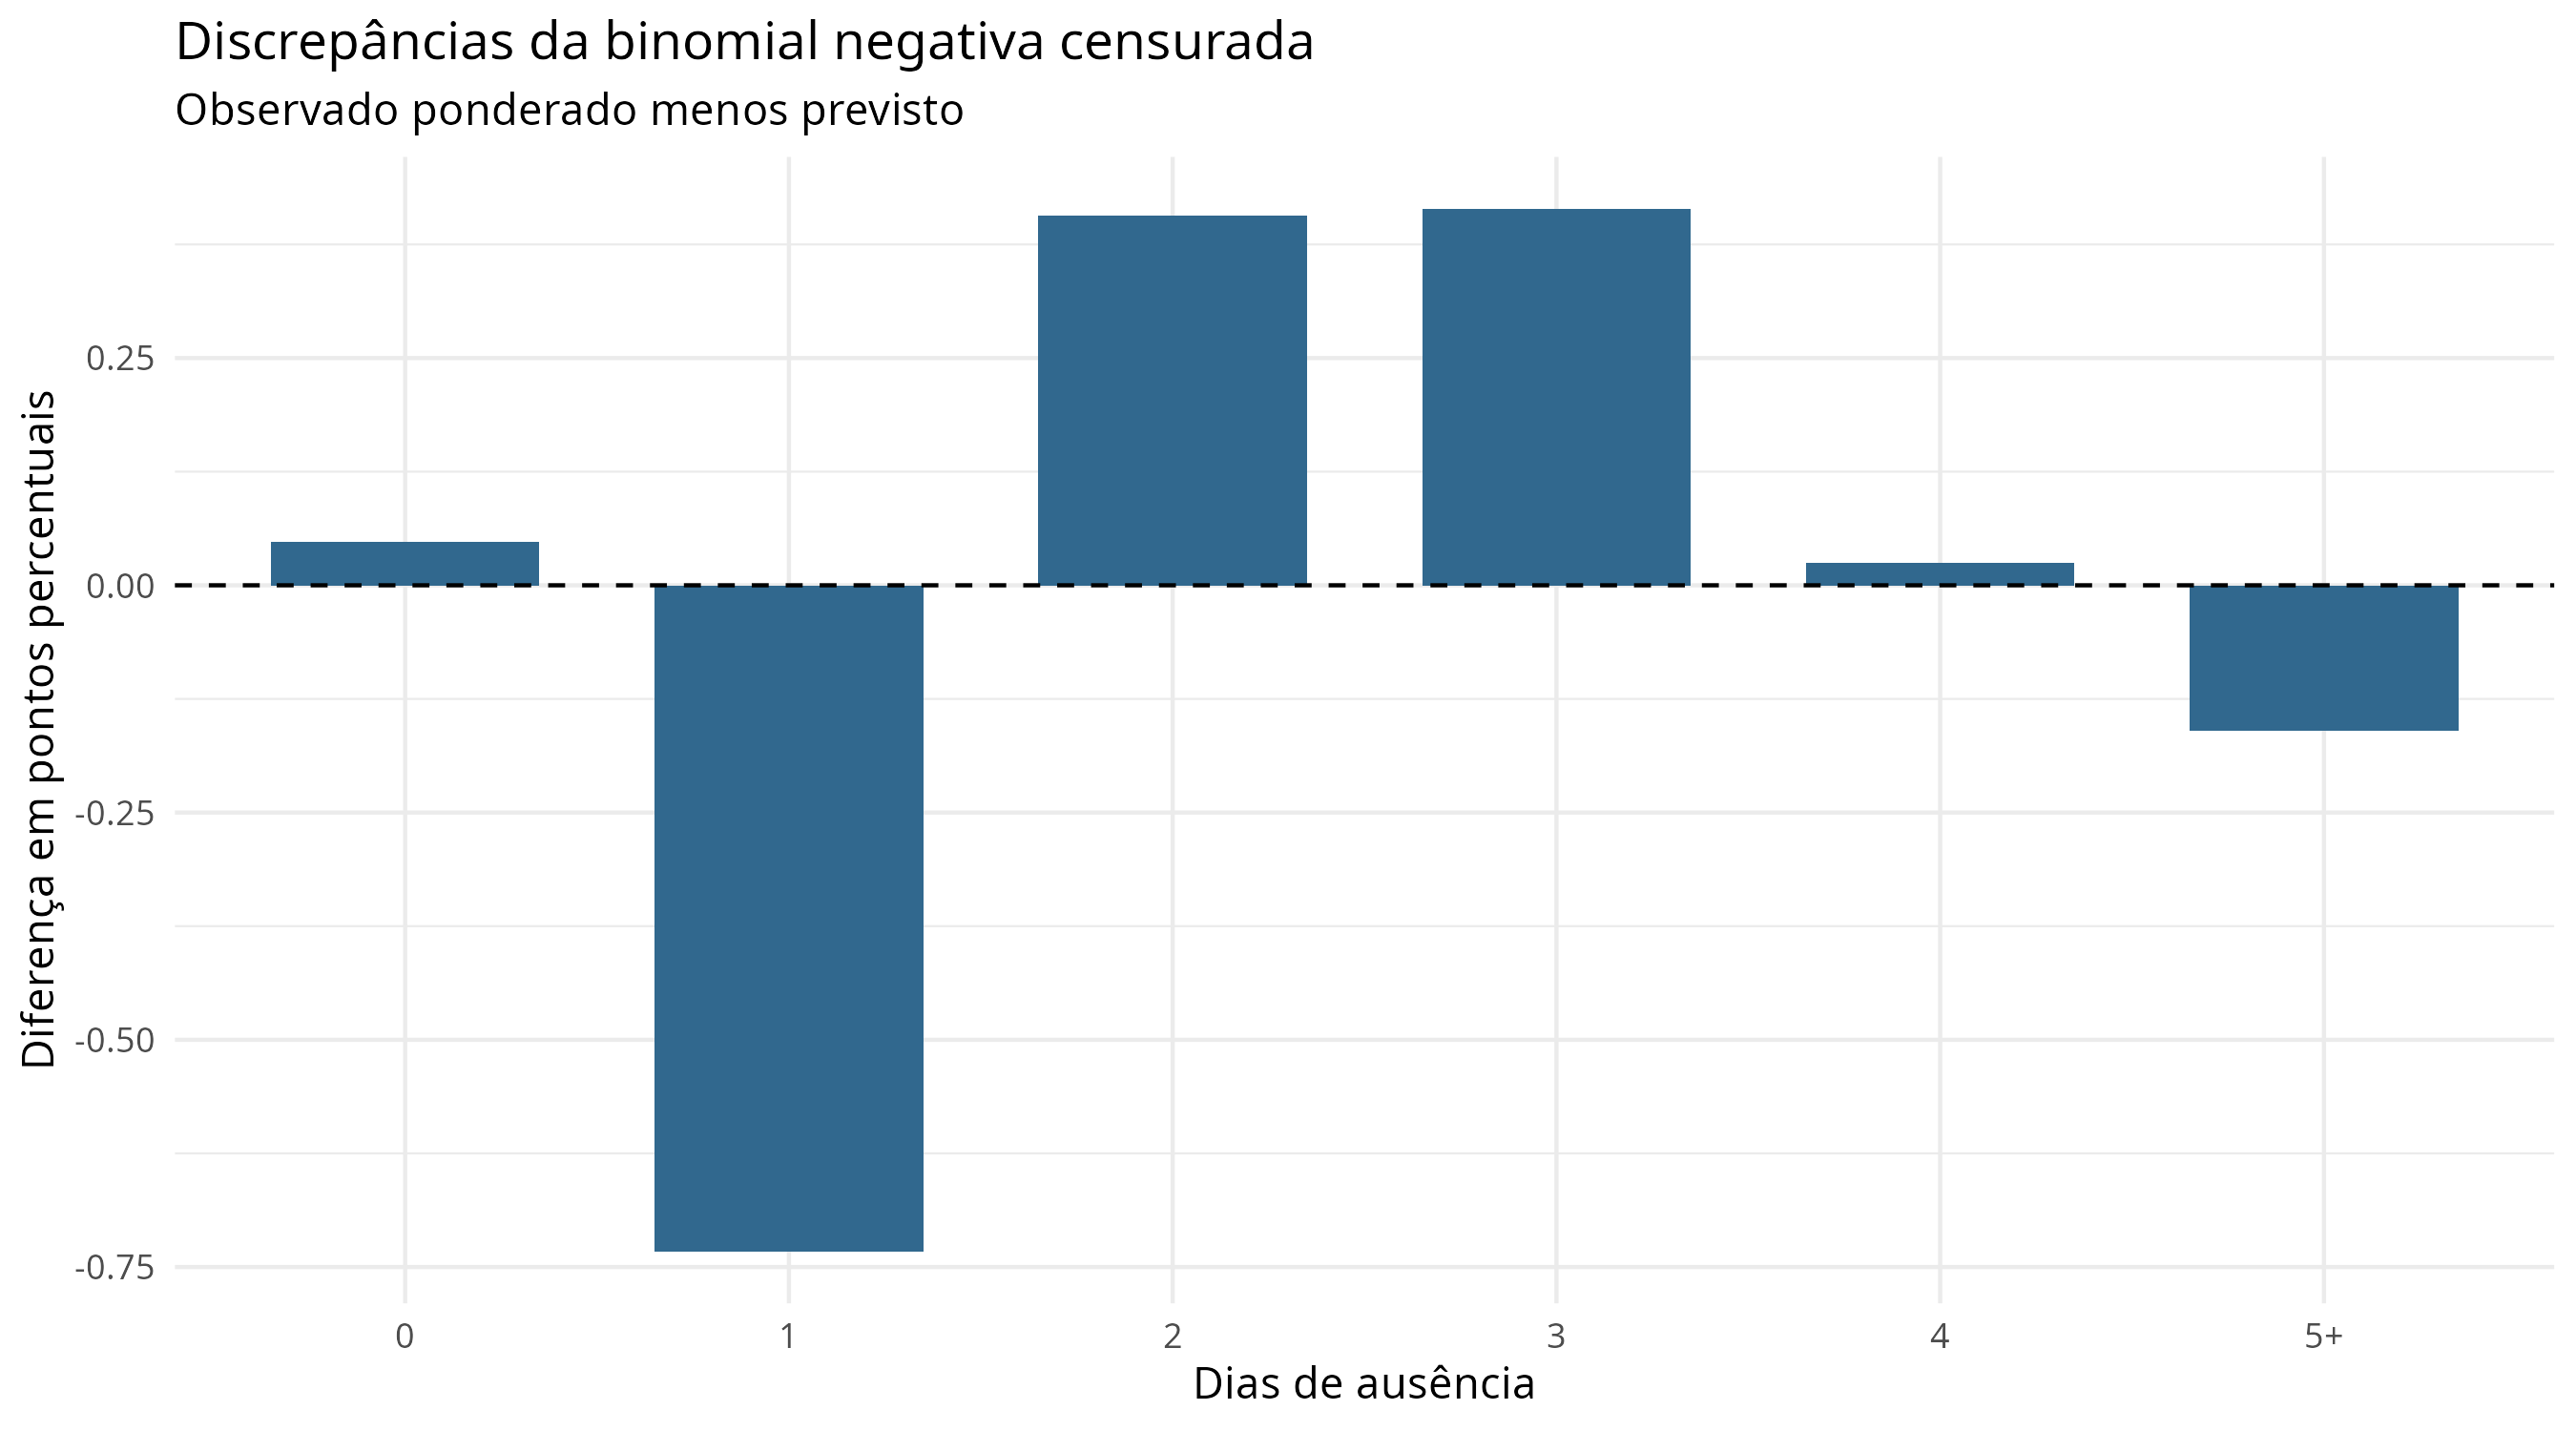 Discrepâncias da binomial negativa censurada
Observado ponderado menos previsto
Diferença em pontos percentuais
0.25
0.00
-0.25
-0.50
-0.75
0
1
2
3
4
5+
Dias de ausência